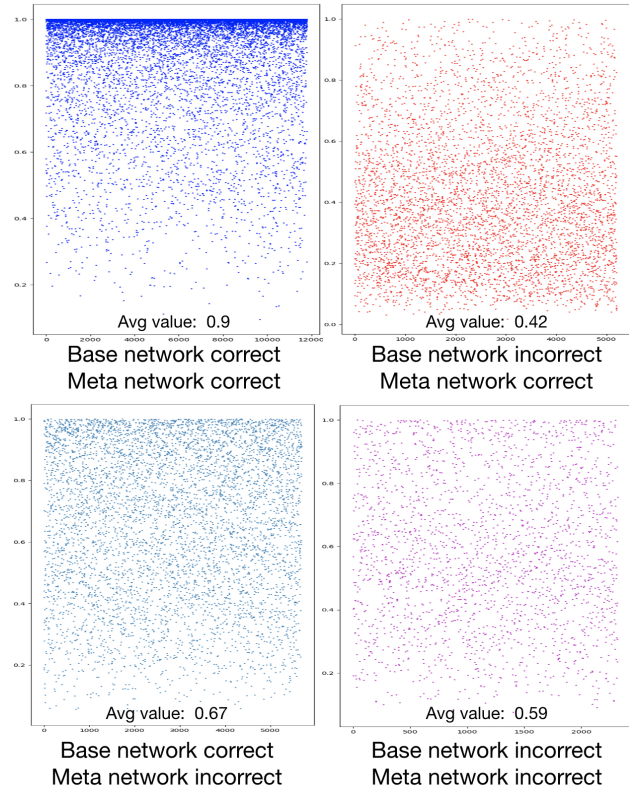 1.0
0.8
0.6
0.4
0.2
Avg value: 0.9
0 2000 4000 6000 8000 10000 12000
Base network correct
Meta network correct
1.0
0.8
0.6
0.4
0.2
0.0
Avg value: 0.42
0 1000 2000 3000 4000 5000
Base network incorrect
Meta network correct
1.0
0.8
0.6
0.4
0.2
Avg value: 0.67
0 1000 2000 3000 4000 5000
Base network correct
Meta network incorrect
1.0
0.8
0.6
0.4
0.2
Avg value: 0.59
0 500 1000 1500 2000
Base network incorrect
Meta network incorrect